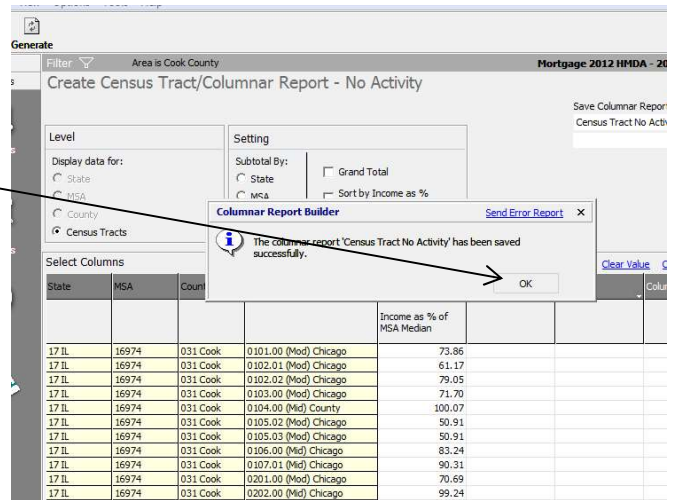 Generate
Filter Area is Cook County Mortgage 2012 HMDA - 20
Create Census Tract/Columnar Report - No Activity
Save Columnar Report
Census Tract No Activ
Level
Setting
Display data for:
State
MSA
County
Census Tracts
Subtotal By:
State
MSA
Grand Total
Sort by Income as %
Columnar Report Builder Send Error Report X
The columnar report 'Census Tract No Activity' has been saved
successfully.
OK
Select Columns
Clear Value
State MSA Count Colum
Income as % of
MSA Median
17 IL 16974 031 Cook 0101.00 (Mod) Chicago 73.86
17 IL 16974 031 Cook 0102.01 (Mod) Chicago 61.17
17 IL 16974 031 Cook 0102.02 (Mod) Chicago 79.05
17 IL 16974 031 Cook 0103.00 (Mod) Chicago 71.70
17 IL 16974 031 Cook 0104.00 (Mid) County 100.07
17 IL 16974 031 Cook 0105.02 (Mod) Chicago 50.91
17 IL 16974 031 Cook 0105.03 (Mod) Chicago 50.91
17 IL 16974 031 Cook 0106.00 (Mid) Chicago 83.24
17 IL 16974 031 Cook 0107.01 (Mid) Chicago 90.31
17 IL 16974 031 Cook 0201.00 (Mod) Chicago 70.69
17 IL 16974 031 Cook 0202.00 (Mid) Chicago 99.24